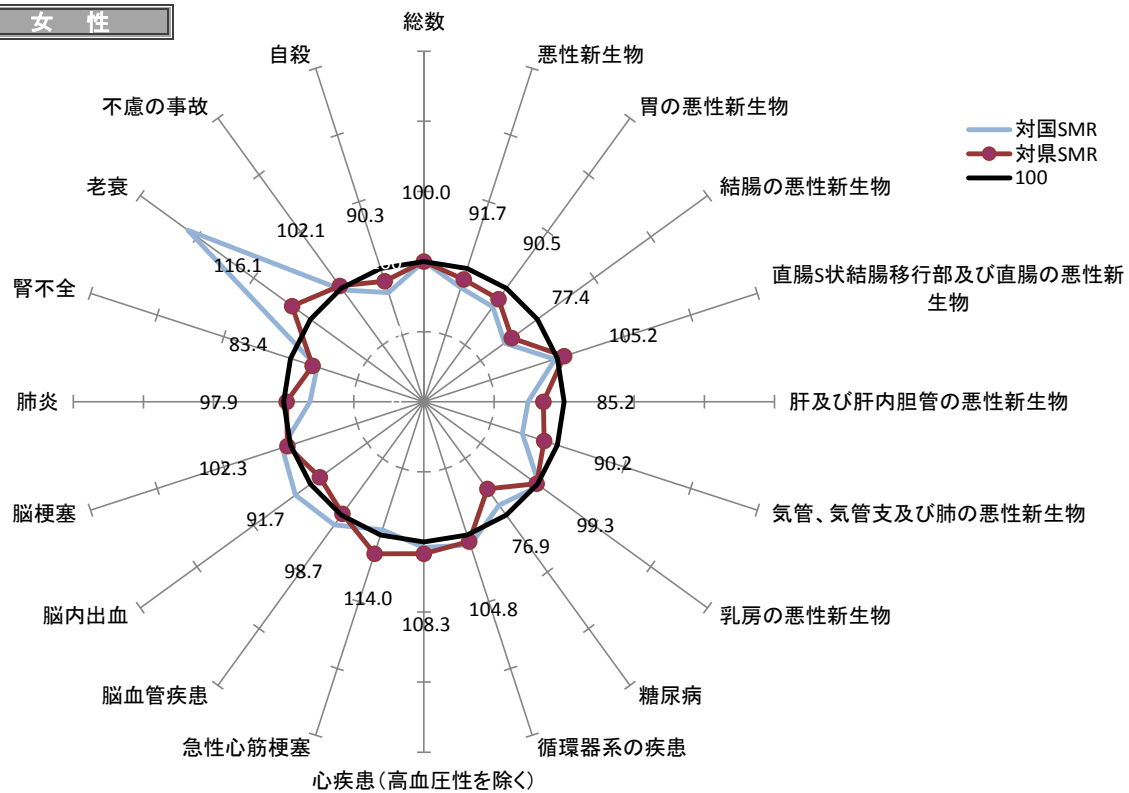 女 性
総数
悪性新生物
胃の悪性新生物
結腸の悪性新生物
直腸S状結腸移行部及び直腸の悪性新
生物
肝及び肝内胆管の悪性新生物
気管、気管支及び肺の悪性新生物
乳房の悪性新生物
糖尿病
循環器系の疾患
心疾患(高血圧性を除く)
急性心筋梗塞
脳血管疾患
脳内出血
脳梗塞
肺炎
腎不全
老衰
不慮の事故
自殺
100.0
91.7
90.5
77.4
105.2
85.2
90.2
99.3
76.9
104.8
108.3
114.0
98.7
91.7
102.3
97.9
83.4
116.1
102.1
90.3
対国SMR
対県SMR
100